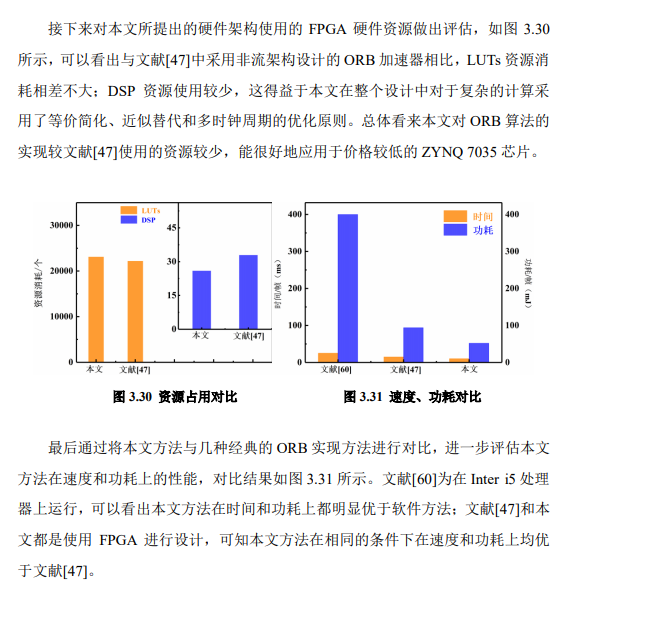 接下来对本文所提出的硬件架构使用的 FPGA 硬件资源做出评估，如图 3.30
所示，可以看出与文献[47]中采用非流架构设计的 ORB 加速器相比，LUTs 资源消
耗相差不大；DSP 资源使用较少，这得益于本文在整个设计中对于复杂的计算采
用了等价简化、近似替代和多时钟周期的优化原则。总体看来本文对 ORB 算法的
实现较文献[47]使用的资源较少，能很好地应用于价格较低的 ZYNQ 7035 芯片。
LUTs
DSP
资源消耗/个
30000
20000
10000
0
45
30
15
0
本文
文献[47]
本文
文献[47]
时间
功耗
时间/帧（ms）
400
300
200
100
0
400
300
200
100
0
功耗/帧（mJ）
文献[60]
文献[47]
本文
图 3.30 资源占用对比
图 3.31 速度、功耗对比
最后通过将本文方法与几种经典的 ORB 实现方法进行对比，进一步评估本文
方法在速度和功耗上的性能，对比结果如图 3.31 所示。文献[60]为在 Inter i5 处理
器上运行，可以看出本文方法在时间和功耗上都明显优于软件方法；文献[47]和本
文都是使用 FPGA 进行设计，可知本文方法在相同的条件下在速度和功耗上均优
于文献[47]。